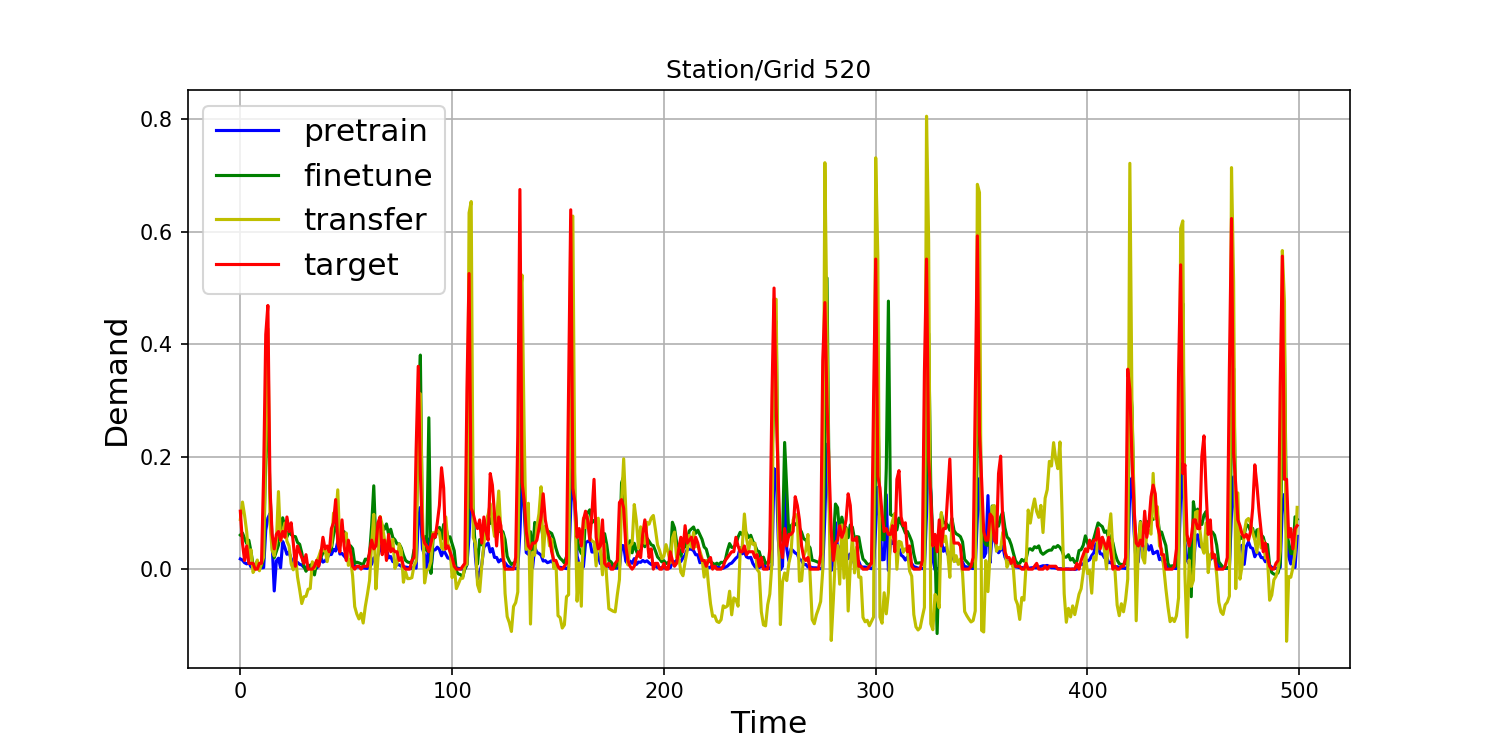 Station/Grid 520
pretrain
finetune
transfer
target
Demand
0.8
0.6
0.4
0.2
0.0
0 100 200 300 400 500
Time